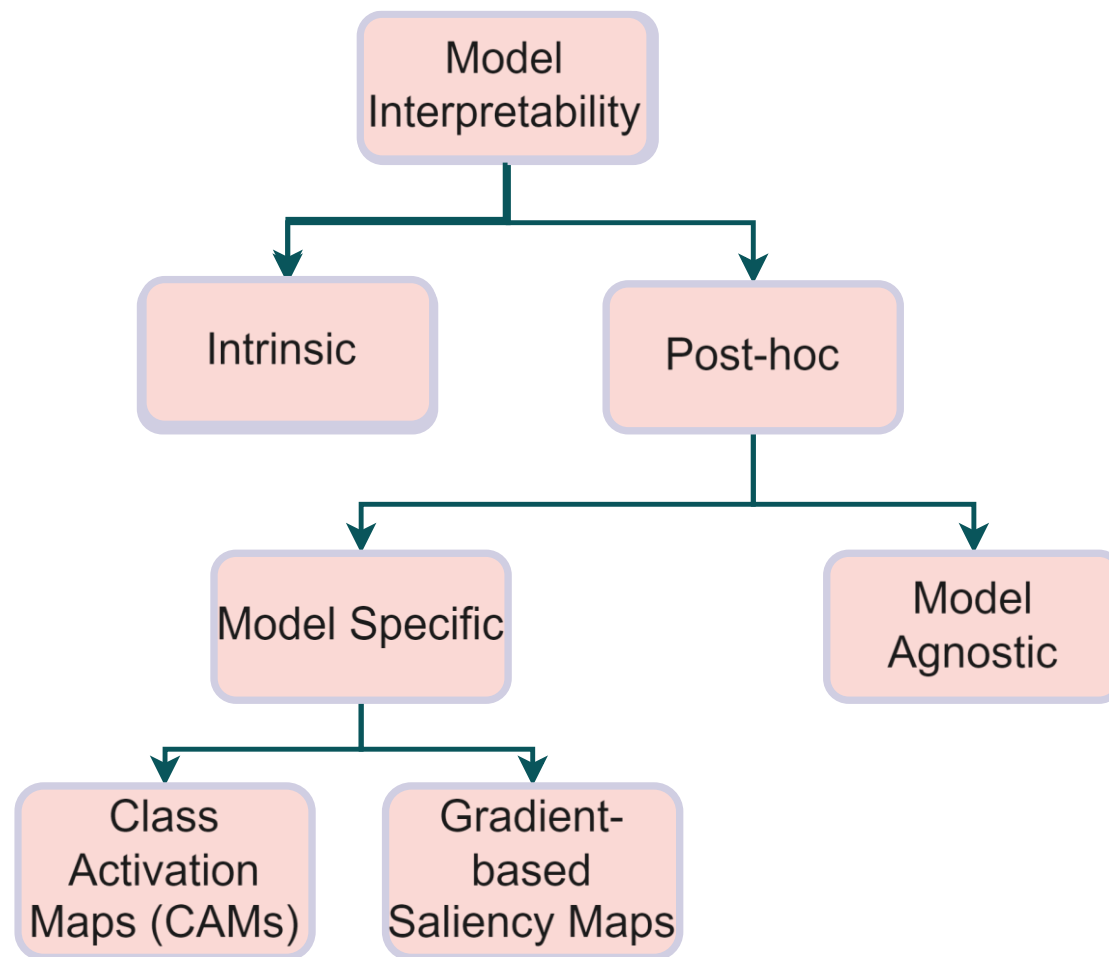 Model
Interpretability
Intrinsic
Post-hoc
Model Specific
Model
Agnostic
Class
Activation
Maps (CAMs)
Gradient-
based
Saliency Maps